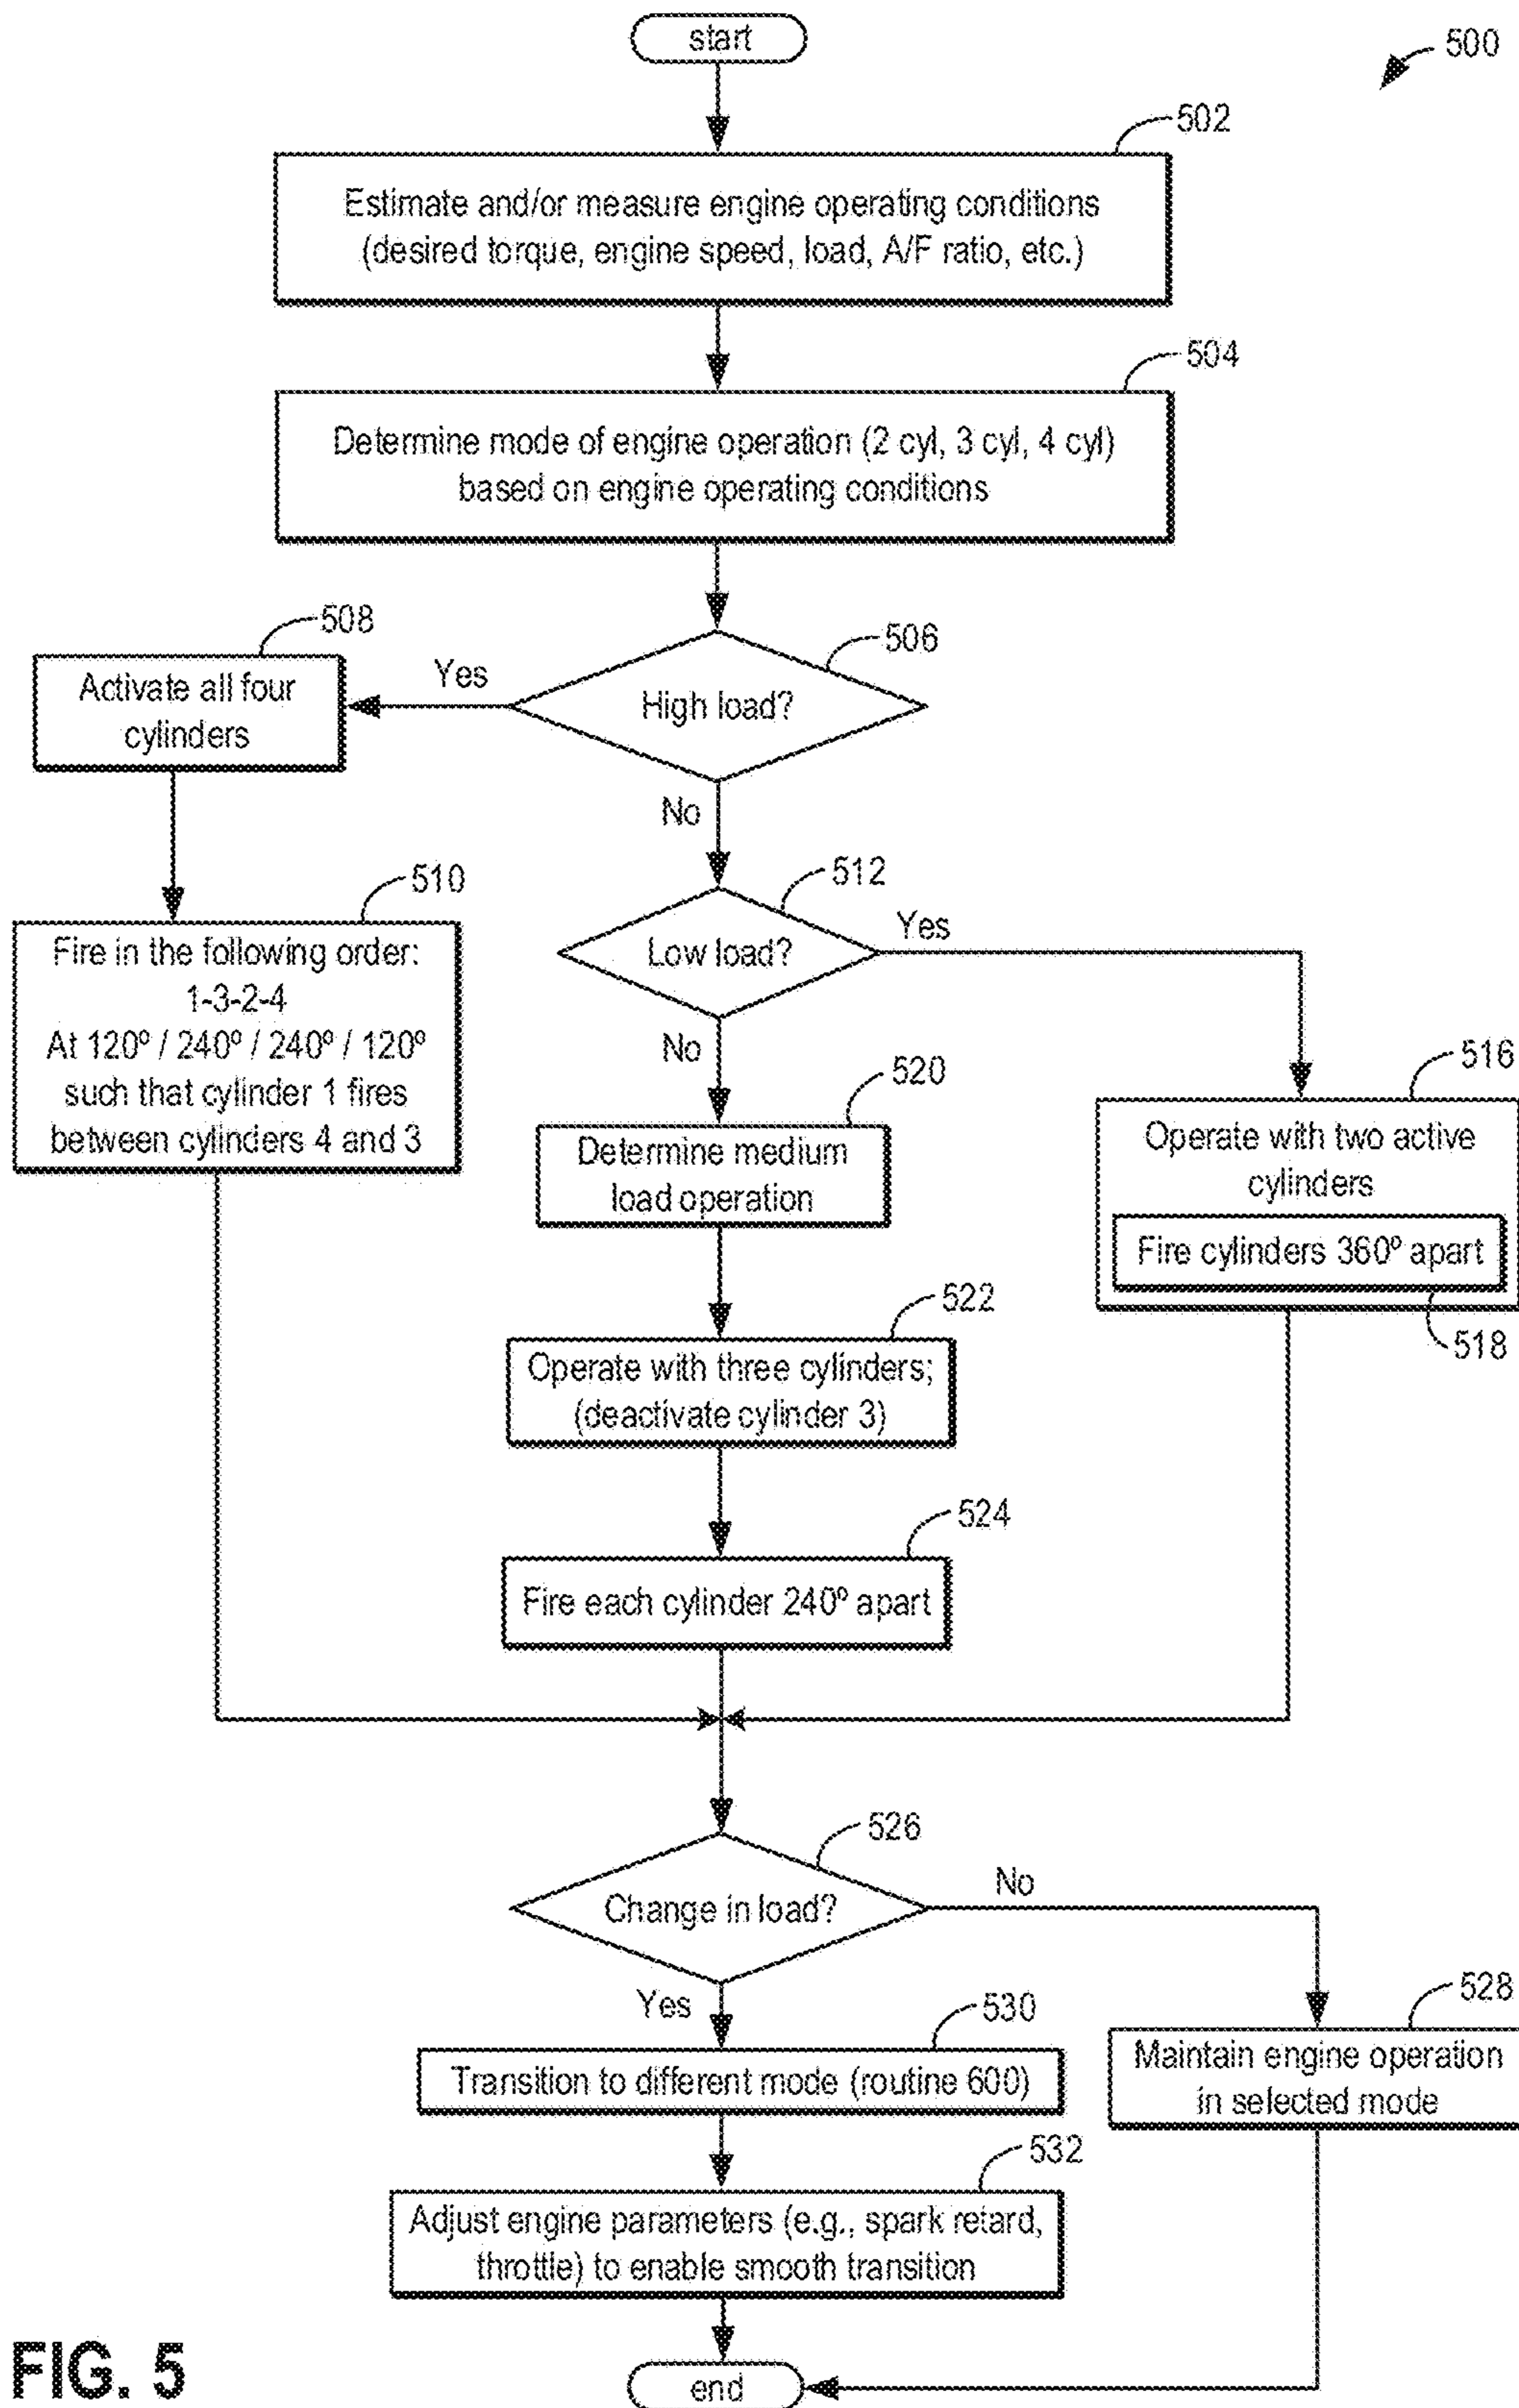 start
500
502
Estimate and/or measure engine operating conditions
(desired torque, engine speed, load, A/F ratio, etc.)
504
Determine mode of engine operation (2 cyl, 3 cyl, 4 cyl)
based on engine operating conditions
508
506
Activate all four
cylinders
Yes
High load?
No
510
512
Fire in the following order:
1-3-2-4
At 120º / 240º / 240º / 120º
such that cylinder 1 fires
between cylinders 4 and 3
Low load?
Yes
No
520
516
Determine medium
load operation
Operate with two active
cylinders
Fire cylinders 360º apart
518
522
Operate with three cylinders;
(deactivate cylinder 3)
524
Fire each cylinder 240º apart
526
Change in load?
No
Yes
530
528
Transition to different mode (routine 600)
Maintain engine operation
in selected mode
532
Adjust engine parameters (e.g., spark retard,
throttle) to enable smooth transition
FIG. 5
end